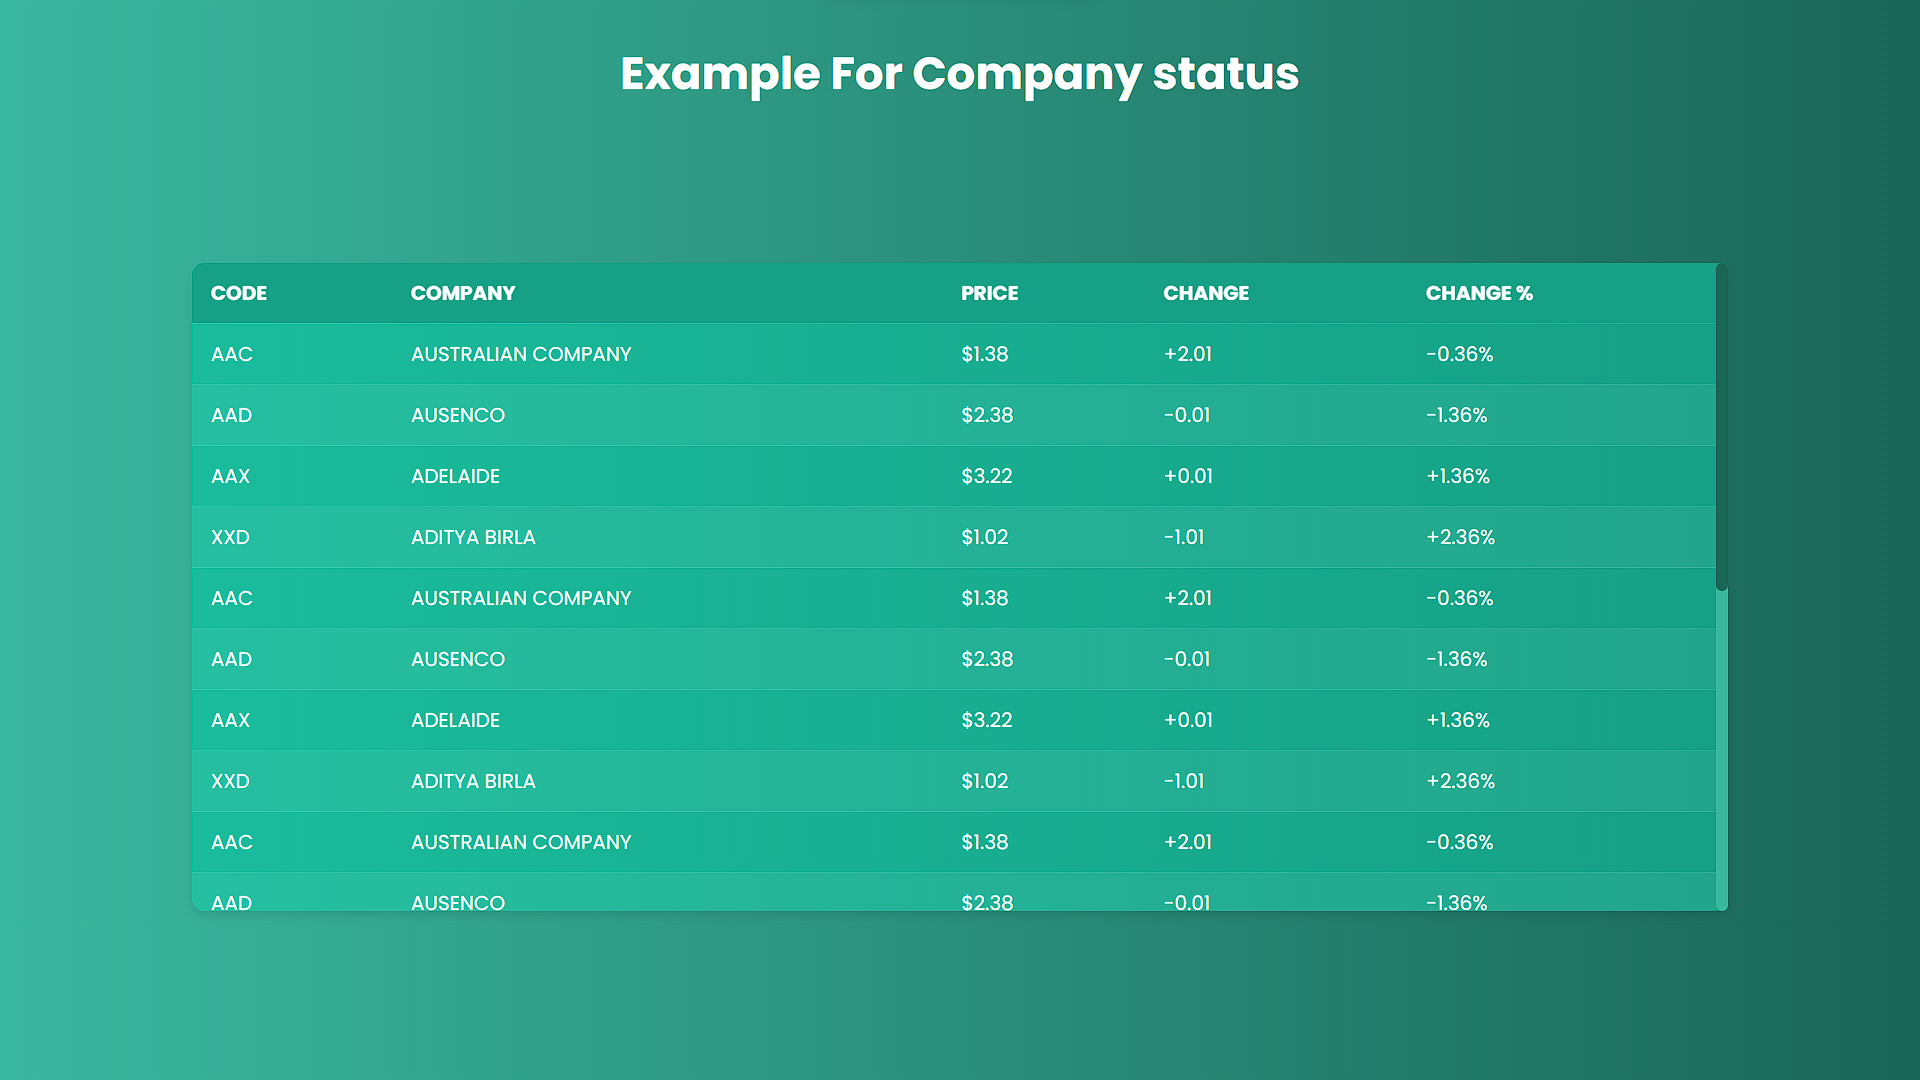 Example For Company status
CODE COMPANY PRICE CHANGE CHANGE %
AAC AUSTRALIAN COMPANY $1.38 +2.01 -0.36%
AAD AUSENCO $2.38 -0.01 -1.36%
AAX ADELAIDE $3.22 +0.01 +1.36%
XXD ADITYA BIRLA $1.02 -1.01 +2.36%
AAC AUSTRALIAN COMPANY $1.38 +2.01 -0.36%
AAD AUSENCO $2.38 -0.01 -1.36%
AAX ADELAIDE $3.22 +0.01 +1.36%
XXD ADITYA BIRLA $1.02 -1.01 +2.36%
AAC AUSTRALIAN COMPANY $1.38 +2.01 -0.36%
AAD AUSENCO $2.38 -0.01 -1.36%